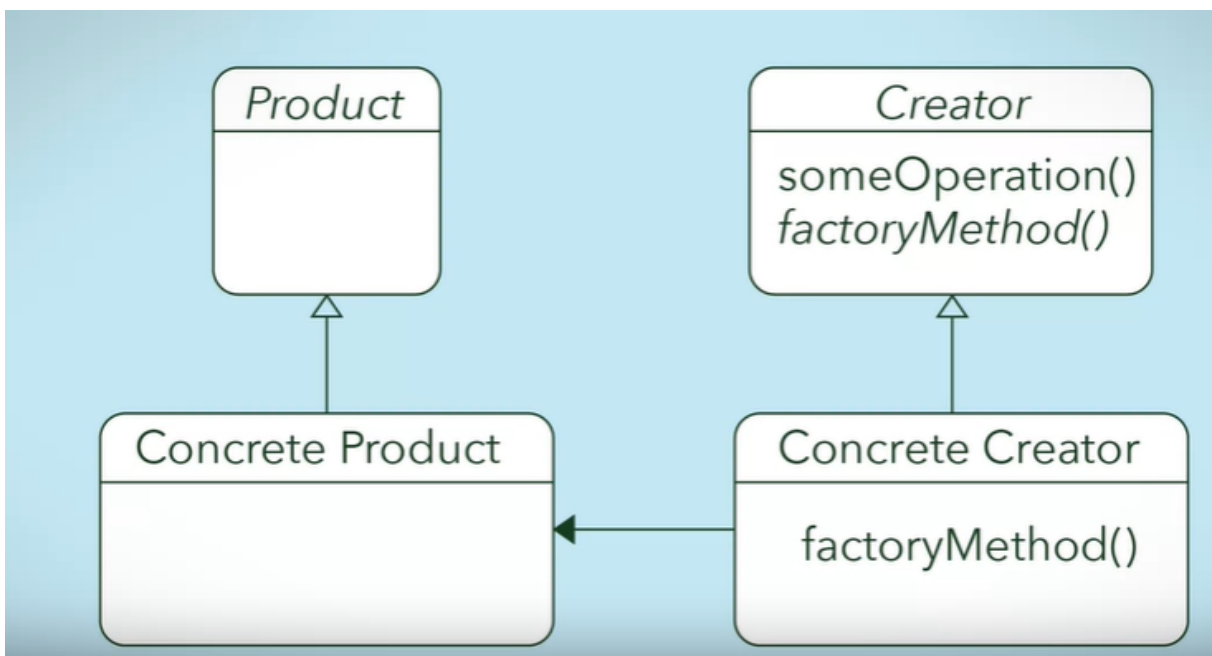 Product
Creator
someOperation()
factoryMethod()
Concrete Product
Concrete Creator
factoryMethod()